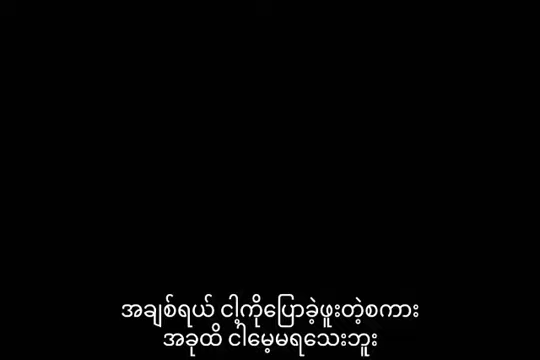 အချစ်ရယ် ငါ့ကိုပြောခဲ့ဖူးတဲ့စကား
အခုထိ ငါမေ့မရသေးဘူး